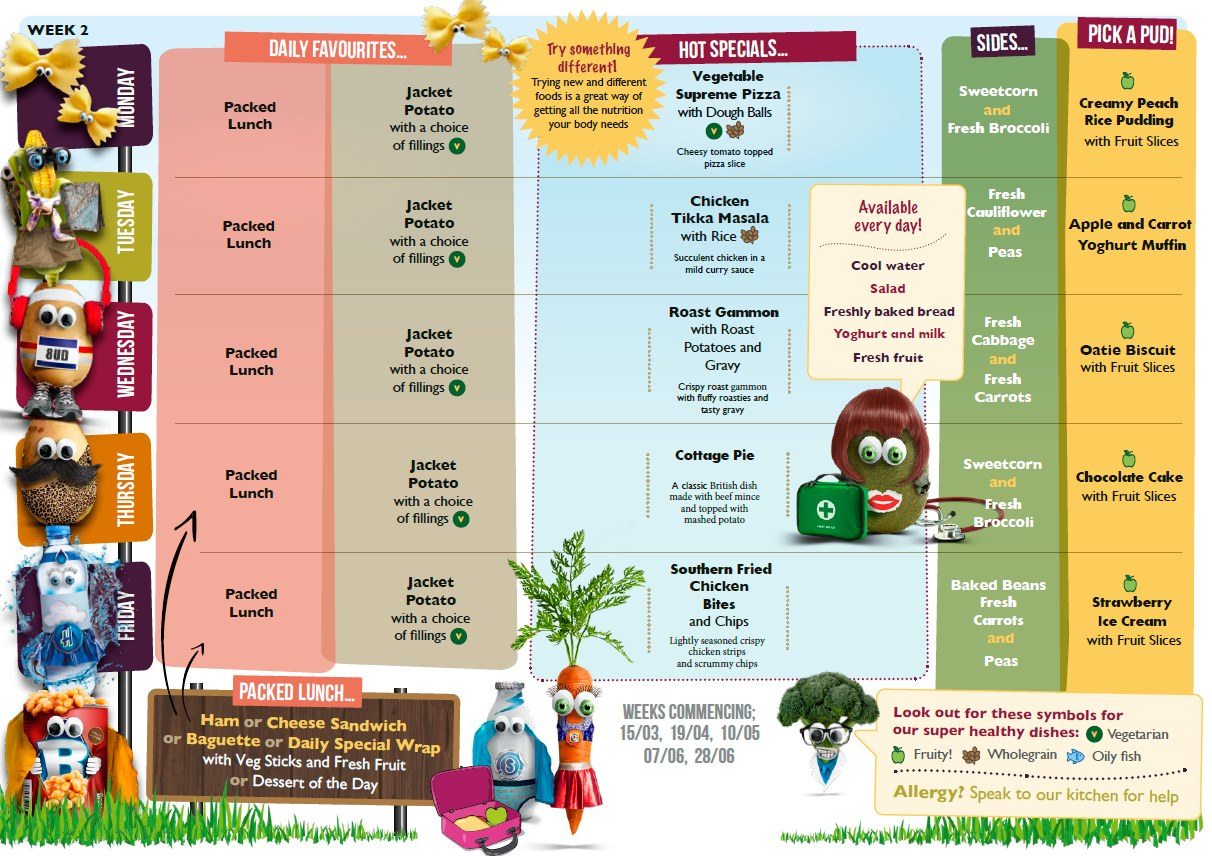 WEEK 2
DAILY FAVOURITES...
HOT SPECIALS...
SIDES...
PICK A PUD!
Try something
different!
Trying new and different
foods is a great way of
getting all the nutrition
your body needs
MONDAY
Packed
Lunch
Jacket
Potato
with a choice
of fillings V
Vegetable
Supreme Pizza
with Dough Balls
V
Cheesy tomato topped
pizza slice
Sweetcorn
and
Fresh Broccoli
Creamy Peach
Rice Pudding
with Fruit Slices
TUESDAY
Packed
Lunch
Jacket
Potato
with a choice
of fillings V
Chicken
Tikka Masala
with Rice
Succulent chicken in a
mild curry sauce
Fresh
Cauliflower
and
Peas
Apple and Carrot
Yoghurt Muffin
Available
every day!
Cool water
Salad
Freshly baked bread
Yoghurt and milk
Fresh fruit
WEDNESDAY
8UD
Packed
Lunch
Jacket
Potato
with a choice
of fillings V
Roast Gammon
with Roast
Potatoes and
Gravy
Crispy roast gammon
with fluffy roasties and
tasty gravy
Fresh
Cabbage
and
Fresh
Carrots
Oatie Biscuit
with Fruit Slices
THURSDAY
Packed
Lunch
Jacket
Potato
with a choice
of fillings V
Cottage Pie
A classic British dish
made with beef mince
and topped with
mashed potato
Sweetcorn
and
Fresh
Broccoli
Chocolate Cake
with Fruit Slices
FRIDAY
Packed
Lunch
Jacket
Potato
with a choice
of fillings V
Southern Fried
Chicken
Bites
and Chips
Lightly seasoned crispy
chicken strips
and scrummy chips
Baked Beans
Fresh
Carrots
and
Peas
Strawberry
Ice Cream
with Fruit Slices
PACKED LUNCH...
Ham or Cheese Sandwich
or Baguette or Daily Special Wrap
with Veg Sticks and Fresh Fruit
or Dessert of the Day
B
S
WEEKS COMMENCING;
15/03, 19/04, 10/05
07/06, 28/06
Look out for these symbols for
our super healthy dishes: V Vegetarian
Fruity! Wholegrain Oily fish
Allergy? Speak to our kitchen for help